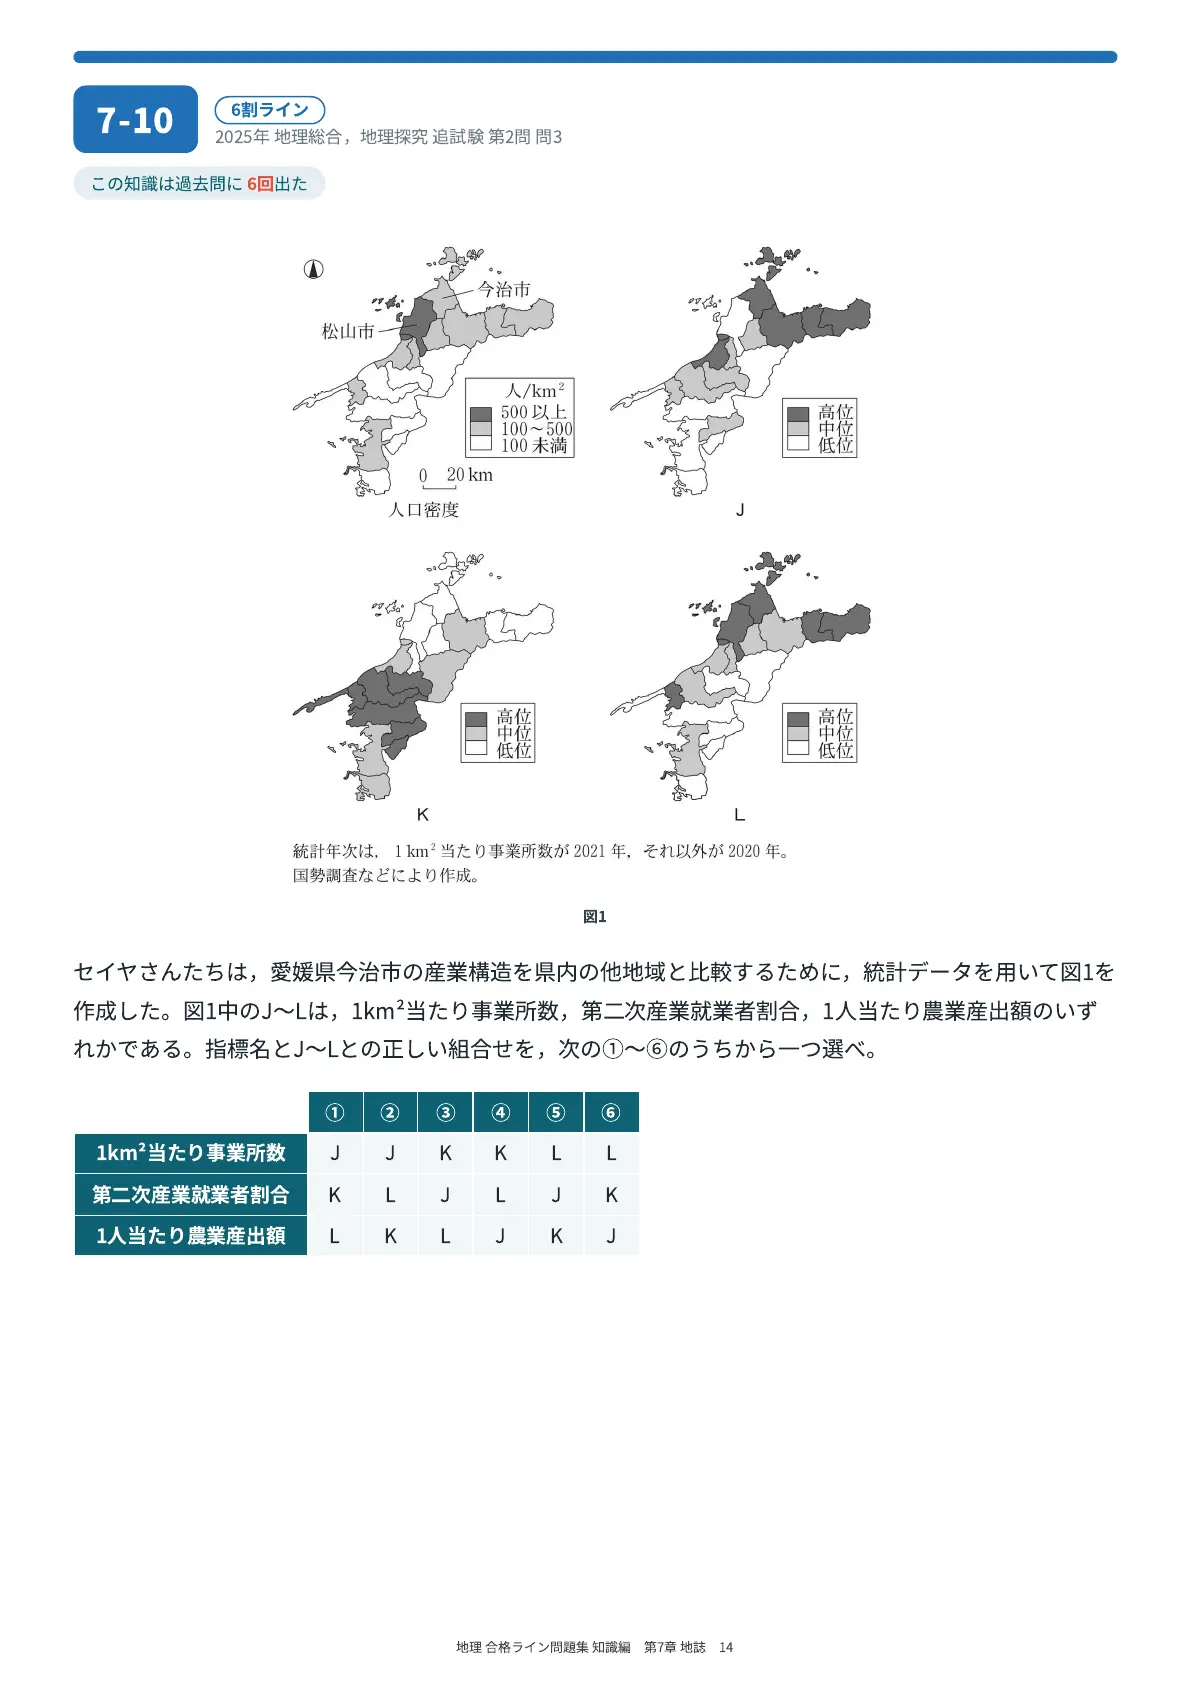 7-10
6割ライン
2025年 地理総合，地理探究 追試験 第2問 問3
この知識は過去問に 6回出た
今治市
松山市
人/km²
500 以上
100～500
100 未満
0 20 km
人口密度
高位
中位
低位
J
高位
中位
低位
K
高位
中位
低位
L
統計年次は，1 km² 当たり事業所数が 2021 年，それ以外が 2020 年。
国勢調査などにより作成。
図1
セイヤさんたちは，愛媛県今治市の産業構造を県内の他地域と比較するために，統計データを用いて図1を
作成した。図1中のJ～Lは，1km²当たり事業所数，第二次産業就業者割合，1人当たり農業産出額のいず
れかである。指標名とJ～Lとの正しい組合せを，次の①～⑥のうちから一つ選べ。
① ② ③ ④ ⑤ ⑥
1km²当たり事業所数 J J K K L L
第二次産業就業者割合 K L J L J K
1人当たり農業産出額 L K L J K J
地理 合格ライン問題集 知識編 第7章 地誌 14